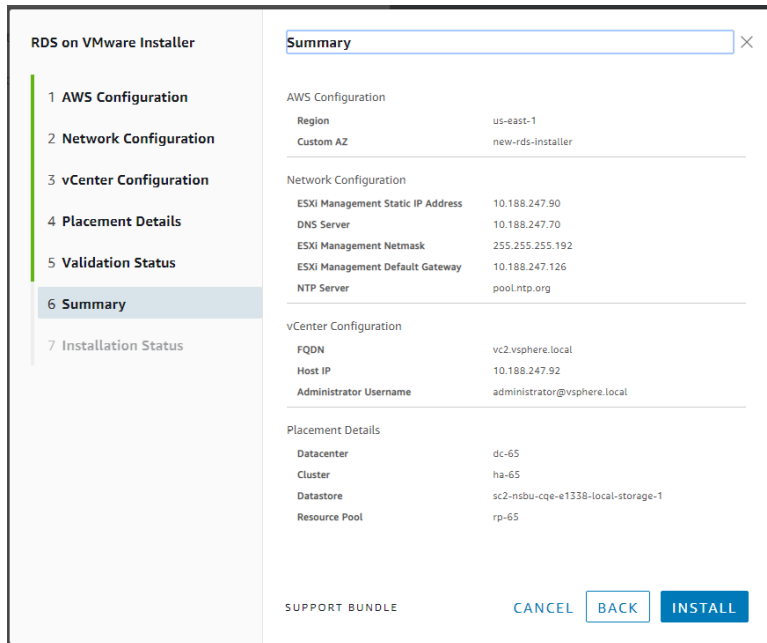 RDS on VMware Installer
1 AWS Configuration
2 Network Configuration
3 vCenter Configuration
4 Placement Details
5 Validation Status
6 Summary
7 Installation Status
Summary
AWS Configuration
Region us-east-1
Custom AZ new-rds-installer
Network Configuration
ESXi Management Static IP Address 10.188.247.90
DNS Server 10.188.247.70
ESXi Management Netmask 255.255.255.192
ESXi Management Default Gateway 10.188.247.126
NTP Server pool.ntp.org
vCenter Configuration
FQDN vc2.vsphere.local
Host IP 10.188.247.92
Administrator Username administrator@vsphere.local
Placement Details
Datacenter dc-65
Cluster ha-65
Datastore sc2-nsbu-cqe-e1338-local-storage-1
Resource Pool rp-65
SUPPORT BUNDLE CANCEL BACK INSTALL